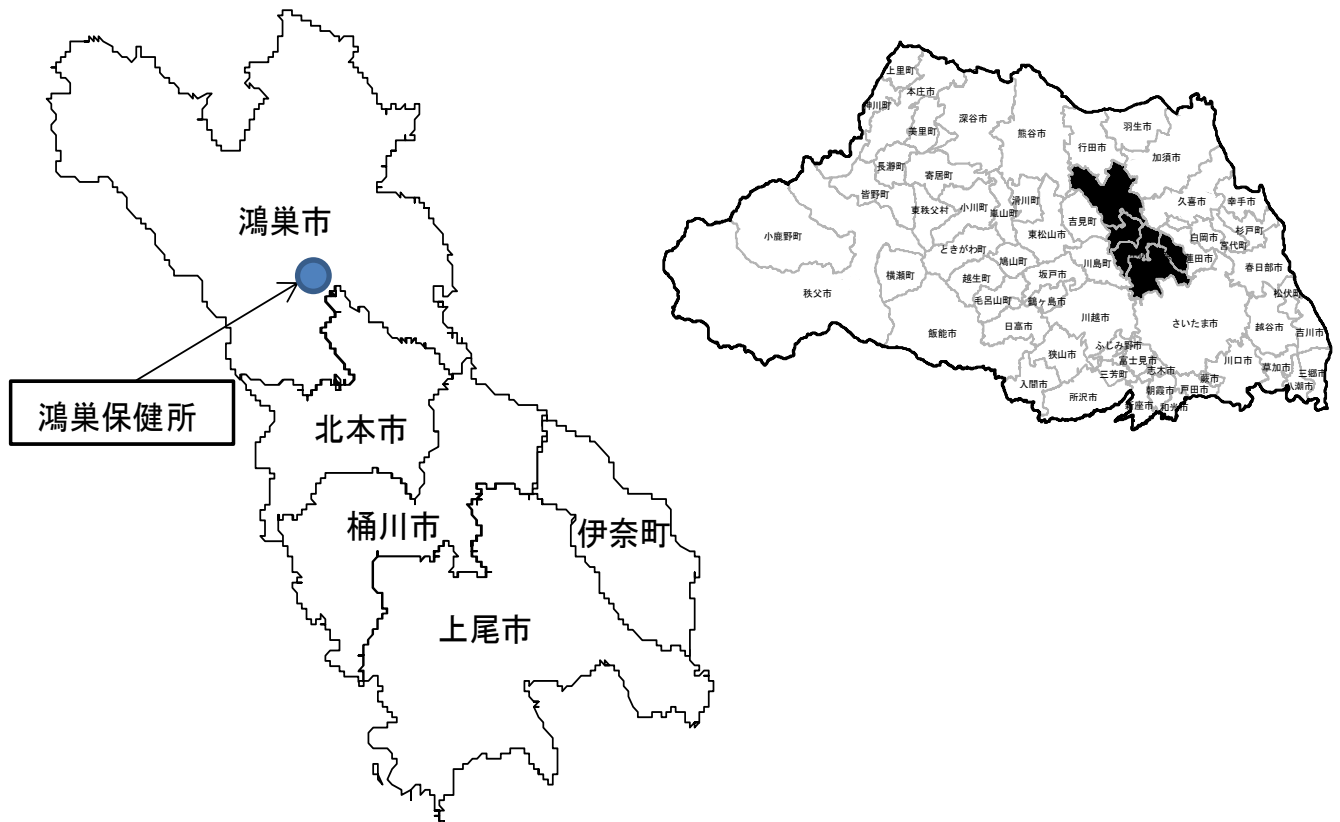 鴻巣市
鴻巣保健所
北本市
桶川市
伊奈町
上尾市
上里町
本庄市
神川町
美里町
深谷市
熊谷市
行田市
羽生市
加須市
長瀞町
寄居町
皆野町
東秩父村
小川町
嵐山町
滑川町
吉見町
久喜市
幸手市
小鹿野町
ときがわ町
東松山市
白岡市
杉戸町
宮代町
横瀬町
越生町
鳩山町
坂戸市
川島町
蓮田市
春日部市
秩父市
毛呂山町
鶴ヶ島市
川越市
さいたま市
松伏町
飯能市
日高市
越谷市
吉川市
狭山市
ふじみ野市
富士見市
三芳町
志木市
川口市
草加市
三郷市
八潮市
入間市
所沢市
朝霞市
蕨市
戸田市
新座市
和光市